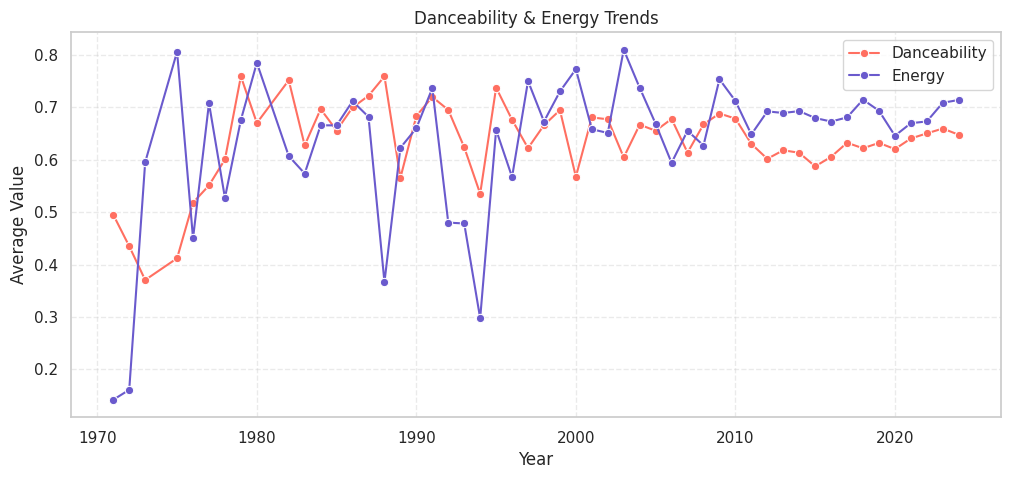 Danceability & Energy Trends
Danceability
Energy
Average Value
0.8
0.7
0.6
0.5
0.4
0.3
0.2
1970
1980
1990
2000
2010
2020
Year